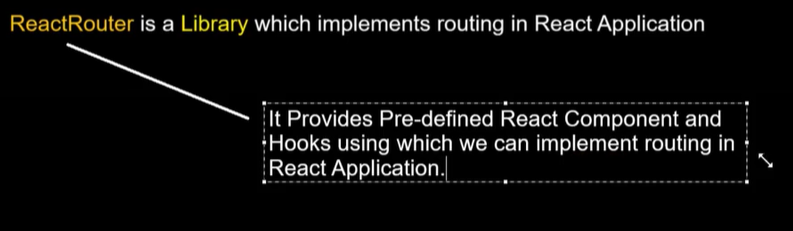 ReactRouter is a Library which implements routing in React Application
It Provides Pre-defined React Component and
Hooks using which we can implement routing in
React Application.